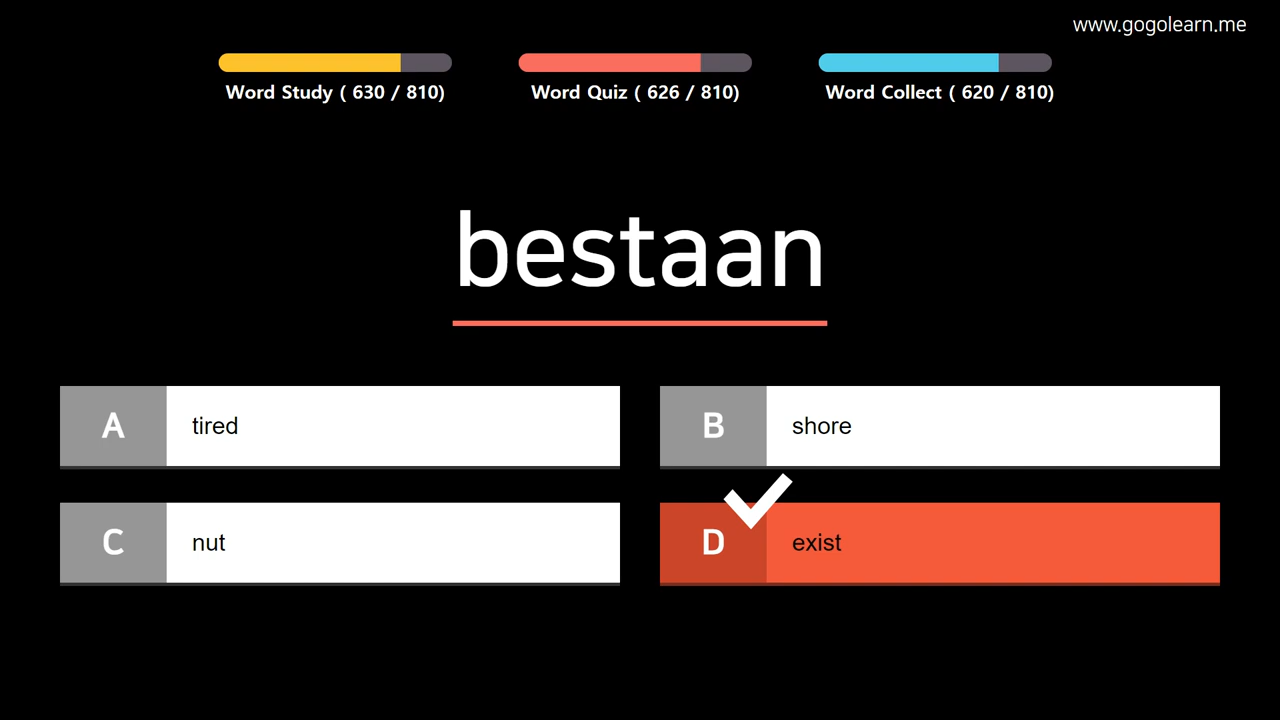 www.gogolearn.me
Word Study ( 630 / 810)
Word Quiz ( 626 / 810)
Word Collect ( 620 / 810)
bestaan
A
tired
B
shore
C
nut
D
exist